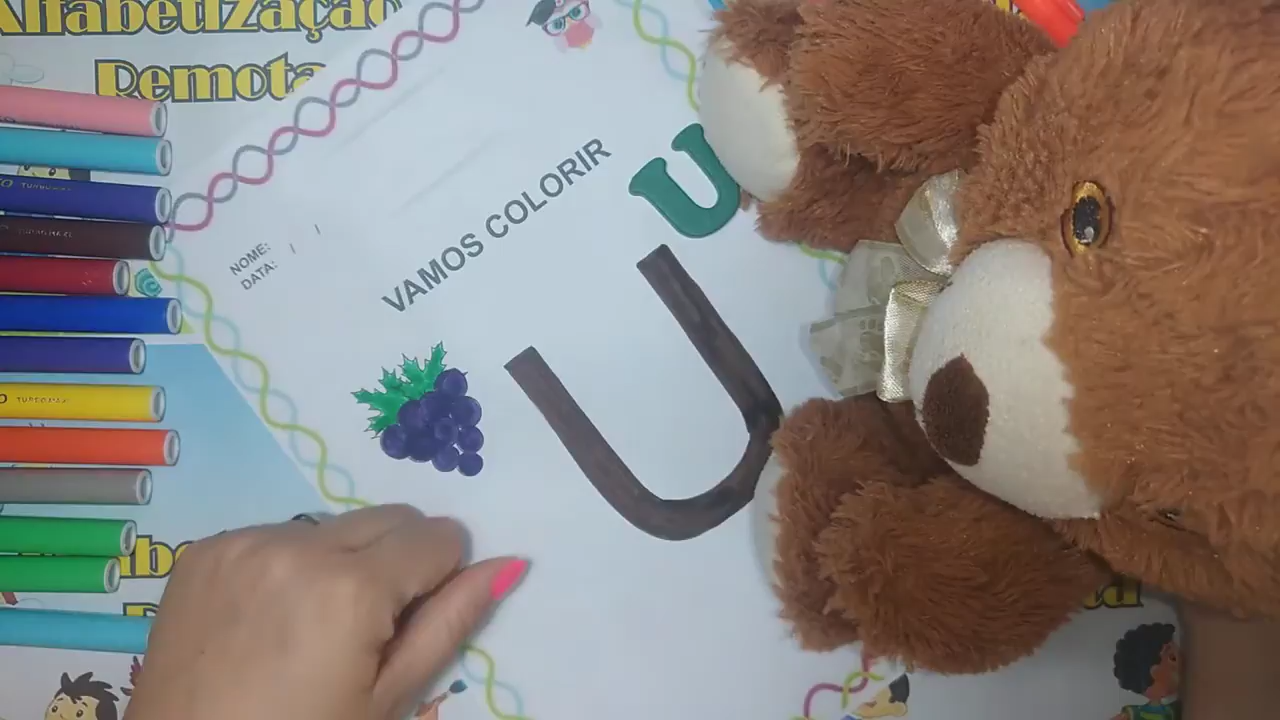 Alfabetização
Remota
NOME:
DATA: / /
VAMOS COLORIR
U
U